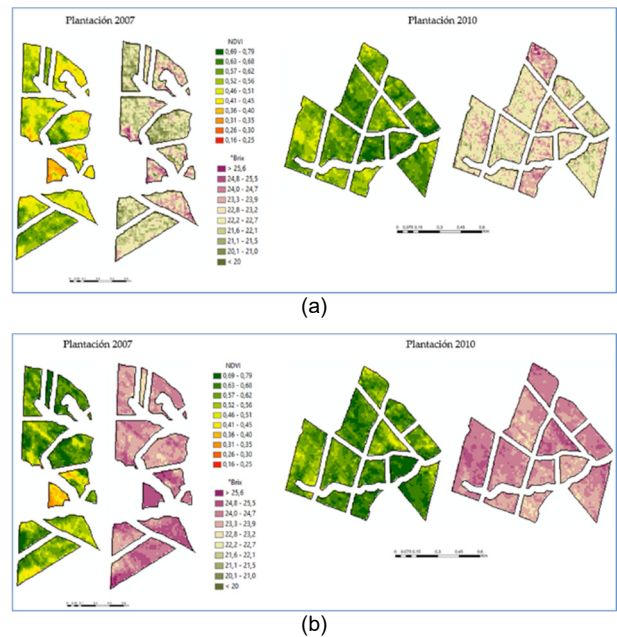 Plantación 2007
Plantación 2010
NDVI
0,69 - 0,79
0,63 - 0,68
0,57 - 0,62
0,52 - 0,56
0,46 - 0,51
0,41 - 0,45
0,36 - 0,40
0,31 - 0,35
0,26 - 0,30
0,16 - 0,25
°Brix
> 25,6
24,8 - 25,5
24,0 - 24,7
23,3 - 23,9
22,8 - 23,2
22,2 - 22,7
21,6 - 22,1
21,1 - 21,5
20,1 - 21,0
< 20
(a)
Plantación 2007
Plantación 2010
NDVI
0,69 - 0,79
0,63 - 0,68
0,57 - 0,62
0,52 - 0,56
0,46 - 0,51
0,41 - 0,45
0,36 - 0,40
0,31 - 0,35
0,26 - 0,30
0,16 - 0,25
°Brix
> 25,6
24,8 - 25,5
24,0 - 24,7
23,3 - 23,9
22,8 - 23,2
22,2 - 22,7
21,6 - 22,1
21,1 - 21,5
20,1 - 21,0
< 20
(b)